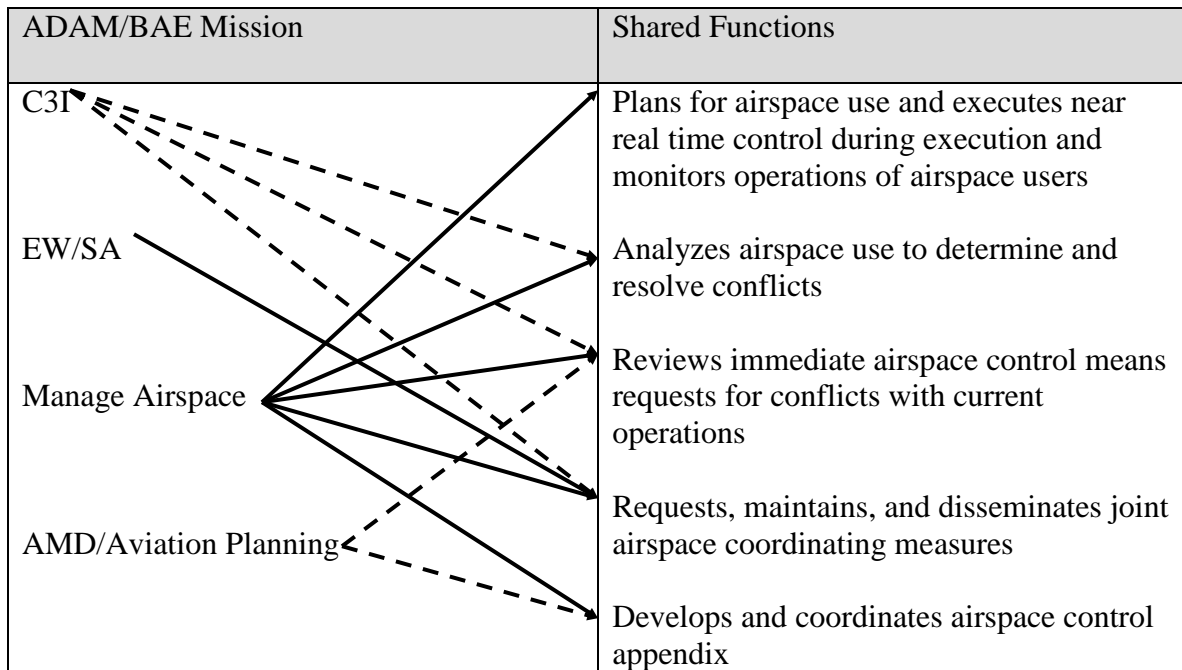 ADAM/BAE Mission
Shared Functions
C3I
Plans for airspace use and executes near
real time control during execution and
monitors operations of airspace users
EW/SA
Analyzes airspace use to determine and
resolve conflicts
Manage Airspace
Reviews immediate airspace control means
requests for conflicts with current
operations
AMD/Aviation Planning
Requests, maintains, and disseminates joint
airspace coordinating measures
Develops and coordinates airspace control
appendix